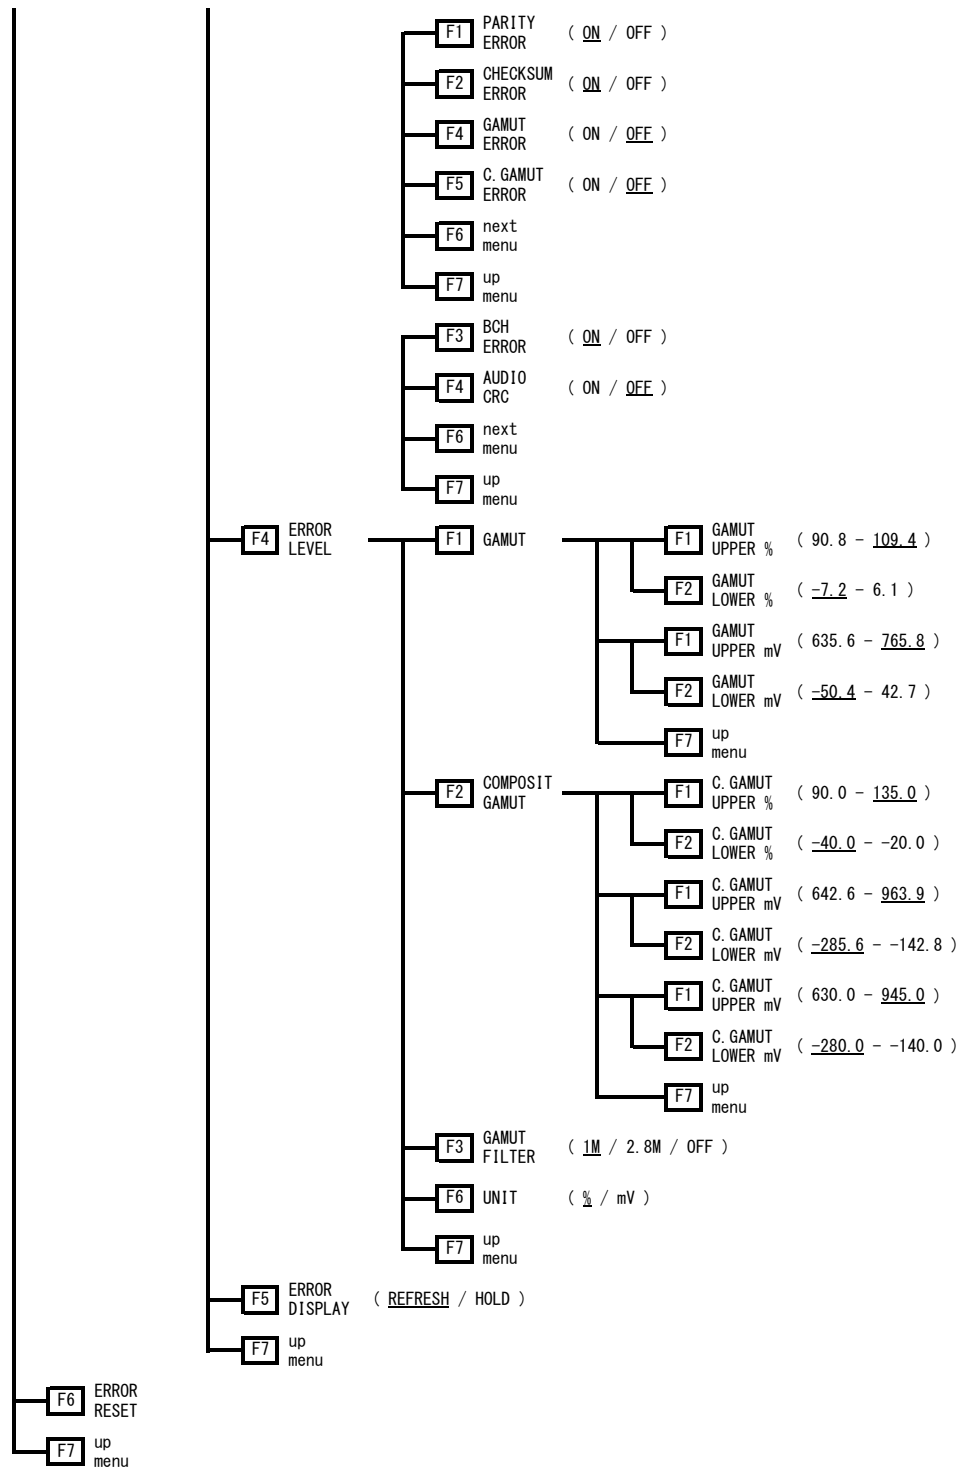 F1 PARITY ERROR ( ON / OFF )
F2 CHECKSUM ERROR ( ON / OFF )
F4 GAMUT ERROR ( ON / OFF )
F5 C.GAMUT ERROR ( ON / OFF )
F6 next menu
F7 up menu
F3 BCH ERROR ( ON / OFF )
F4 AUDIO CRC ( ON / OFF )
F6 next menu
F7 up menu
F4 ERROR LEVEL F1 GAMUT F1 GAMUT UPPER % ( 90.8 - 109.4 )
F2 GAMUT LOWER % ( -7.2 - 6.1 )
F1 GAMUT UPPER mV ( 635.6 - 765.8 )
F2 GAMUT LOWER mV ( -50.4 - 42.7 )
F7 up menu
F2 COMPOSIT GAMUT F1 C.GAMUT UPPER % ( 90.0 - 135.0 )
F2 C.GAMUT LOWER % ( -40.0 - -20.0 )
F1 C.GAMUT UPPER mV ( 642.6 - 963.9 )
F2 C.GAMUT LOWER mV ( -285.6 - -142.8 )
F1 C.GAMUT UPPER mV ( 630.0 - 945.0 )
F2 C.GAMUT LOWER mV ( -280.0 - -140.0 )
F7 up menu
F3 GAMUT FILTER ( 1M / 2.8M / OFF )
F6 UNIT ( % / mV )
F7 up menu
F5 ERROR DISPLAY ( REFRESH / HOLD )
F7 up menu
F6 ERROR RESET
F7 up menu